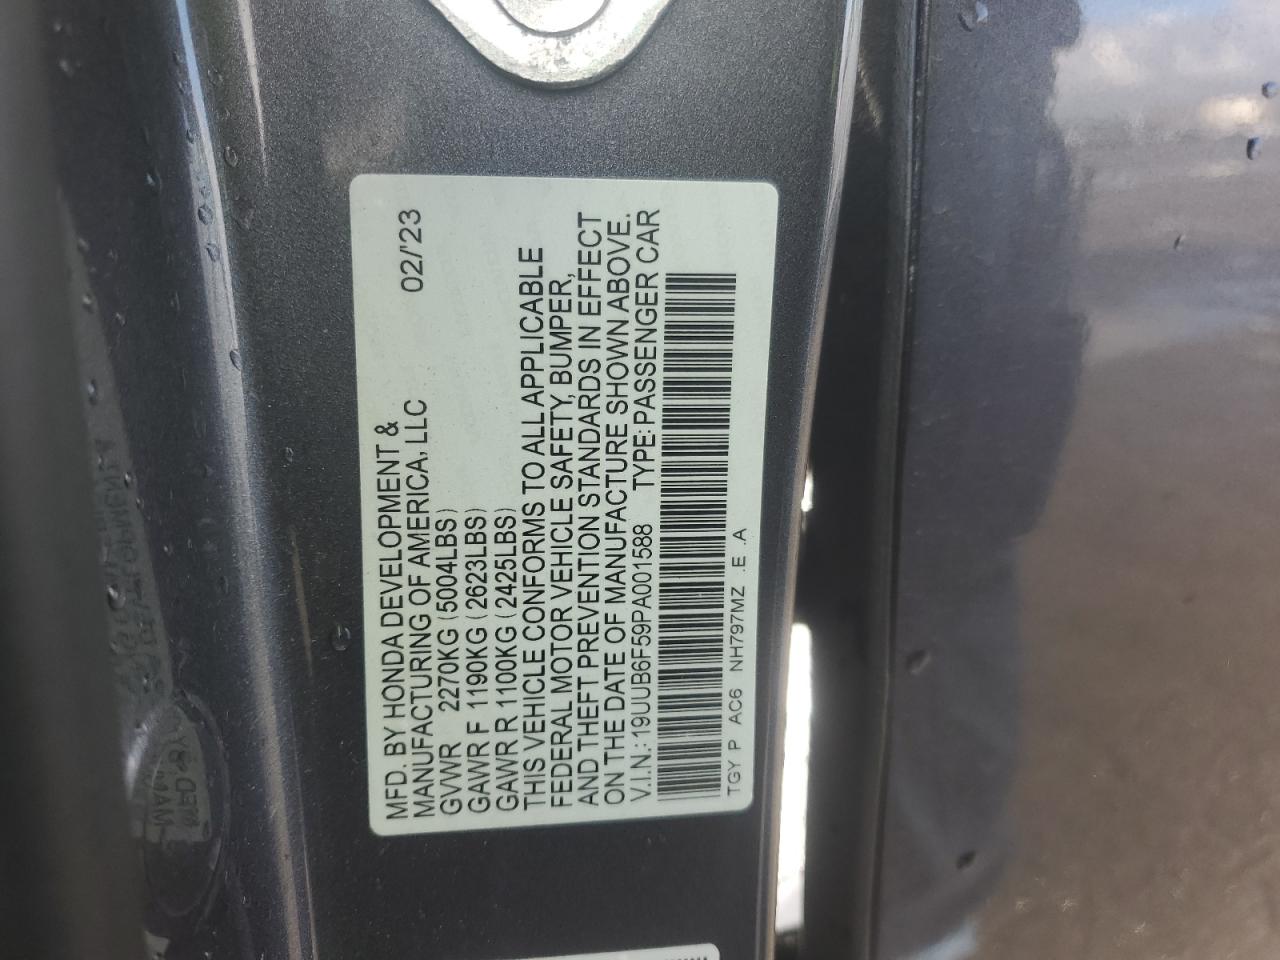 MFD. BY HONDA DEVELOPMENT &
MANUFACTURING OF AMERICA, LLC 02/'23
GVWR 2270KG (5004LBS)
GAWR F 1190KG (2623LBS)
GAWR R 1100KG (2425LBS)
THIS VEHICLE CONFORMS TO ALL APPLICABLE
FEDERAL MOTOR VEHICLE SAFETY, BUMPER,
AND THEFT PREVENTION STANDARDS IN EFFECT
ON THE DATE OF MANUFACTURE SHOWN ABOVE.
V.I.N.: 19UUB6F59PA001588 TYPE: PASSENGER CAR
TGY P AC6 NH797MZ .E .A